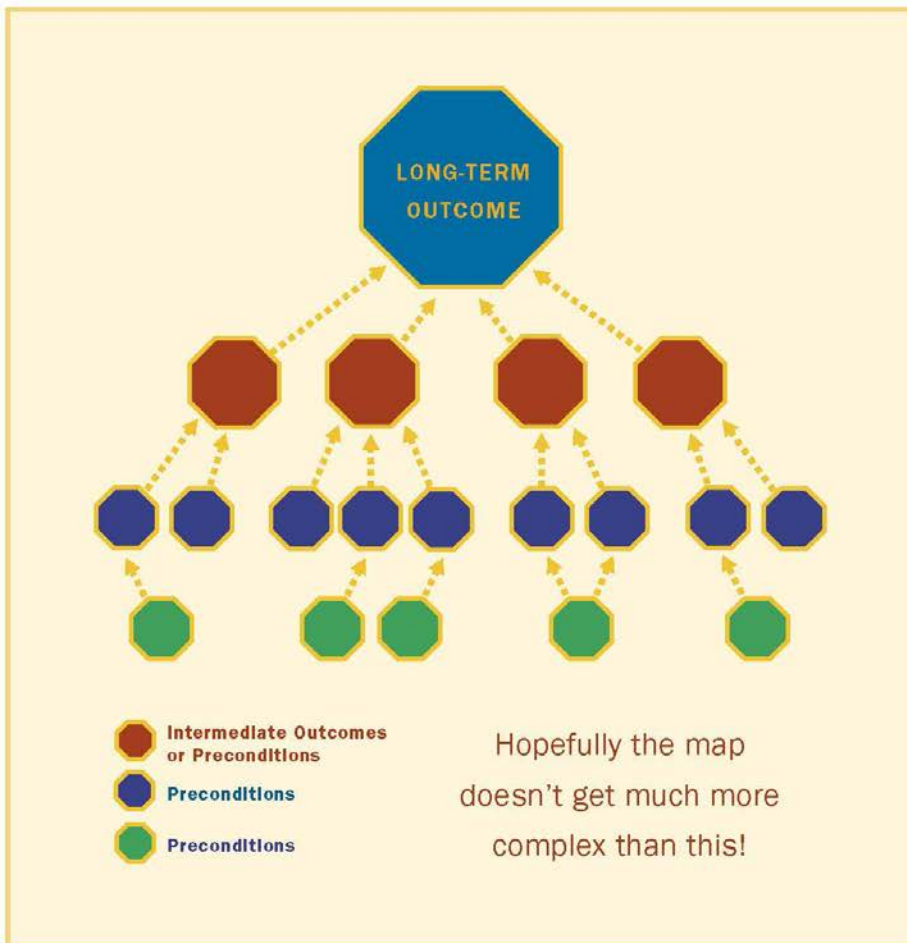 LONG-TERM
OUTCOME
Intermediate Outcomes
or Preconditions
Preconditions
Preconditions
Hopefully the map
doesn't get much more
complex than this!